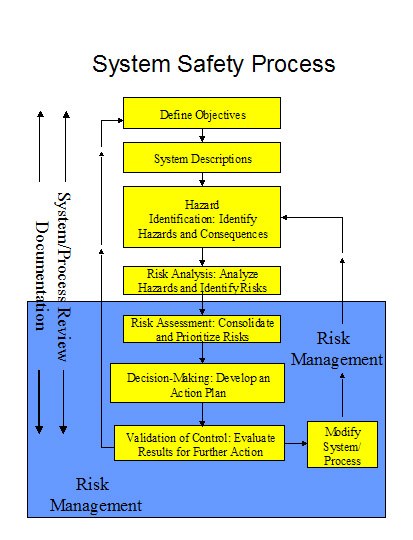 System Safety Process
Define Objectives
System Descriptions
Hazard
Identification: Identify
Hazards and Consequences
Risk Analysis: Analyze
Hazards and Identify Risks
Risk Assessment: Consolidate
and Prioritize Risks
Decision-Making: Develop an
Action Plan
Validation of Control: Evaluate
Results for Further Action
Modify
System/
Process
Risk
Management
Risk
Management
System/Process Review
Documentation